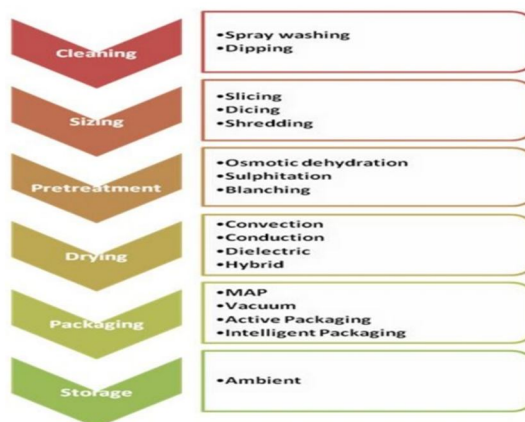 Cleaning
•Spray washing
•Dipping
Sizing
•Slicing
•Dicing
•Shredding
Pretreatment
•Osmotic dehydration
•Sulphitation
•Blanching
Drying
•Convection
•Conduction
•Dielectric
•Hybrid
Packaging
•MAP
•Vacuum
•Active Packaging
•Intelligent Packaging
Storage
•Ambient